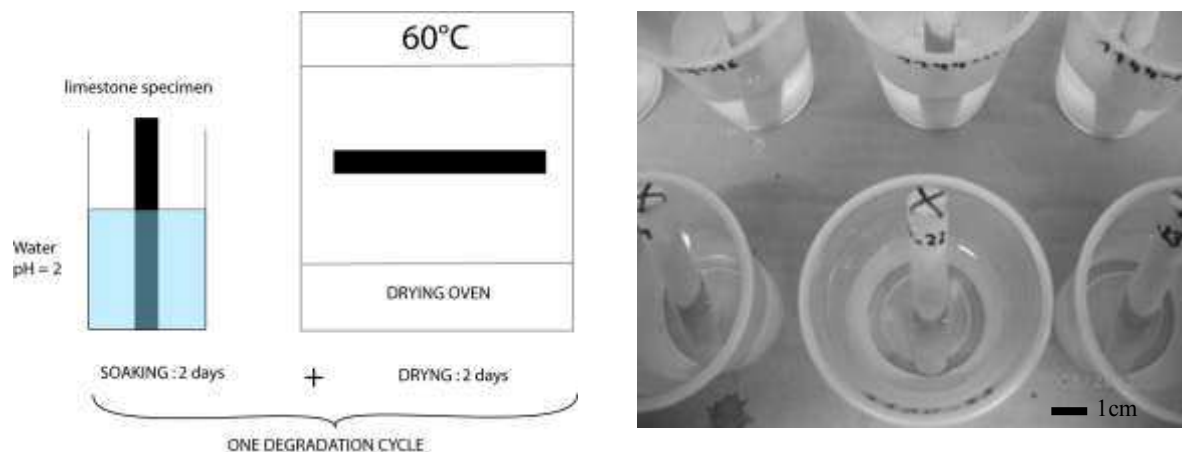 60°C
limestone specimen
Water
pH = 2
DRYING OVEN
SOAKING : 2 days
+
DRYNG : 2 days
ONE DEGRADATION CYCLE
X
1cm